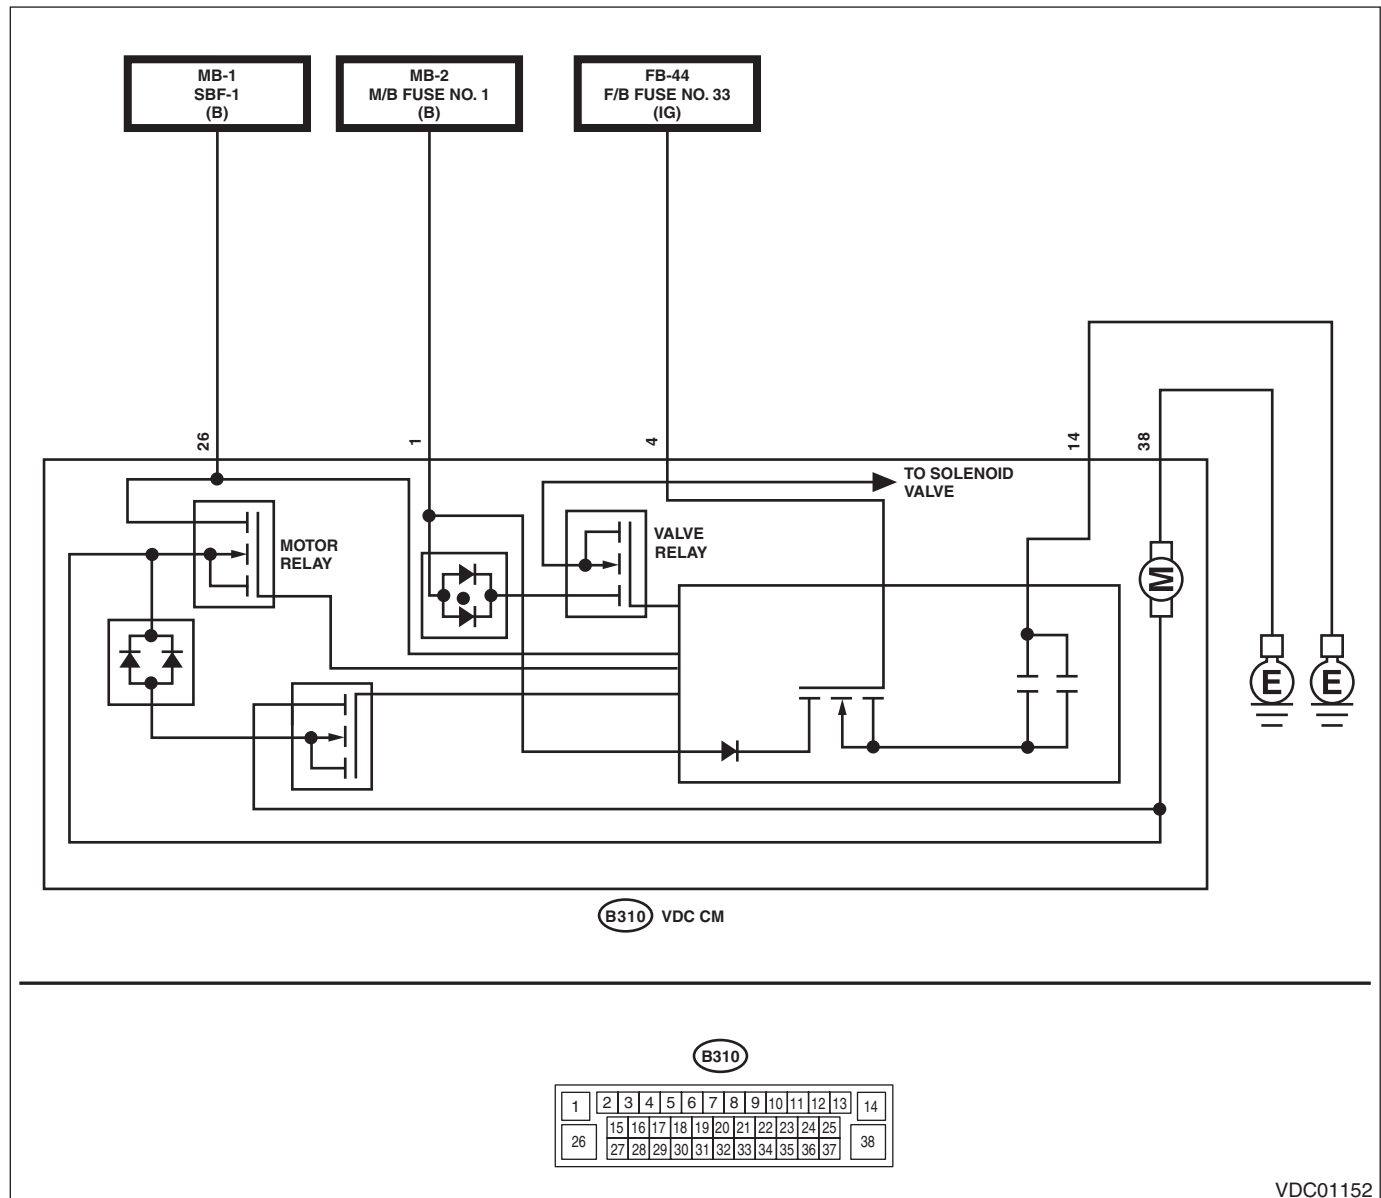 MB-1
SBF-1
(B)
MB-2
M/B FUSE NO. 1
(B)
FB-44
F/B FUSE NO. 33
(IG)
26
1
4
14
38
TO SOLENOID
VALVE
MOTOR
RELAY
VALVE
RELAY
M
E
E
B310 VDC CM
B310
1 2 3 4 5 6 7 8 9 10 11 12 13 14
15 16 17 18 19 20 21 22 23 24 25
26 27 28 29 30 31 32 33 34 35 36 37 38
VDC01152